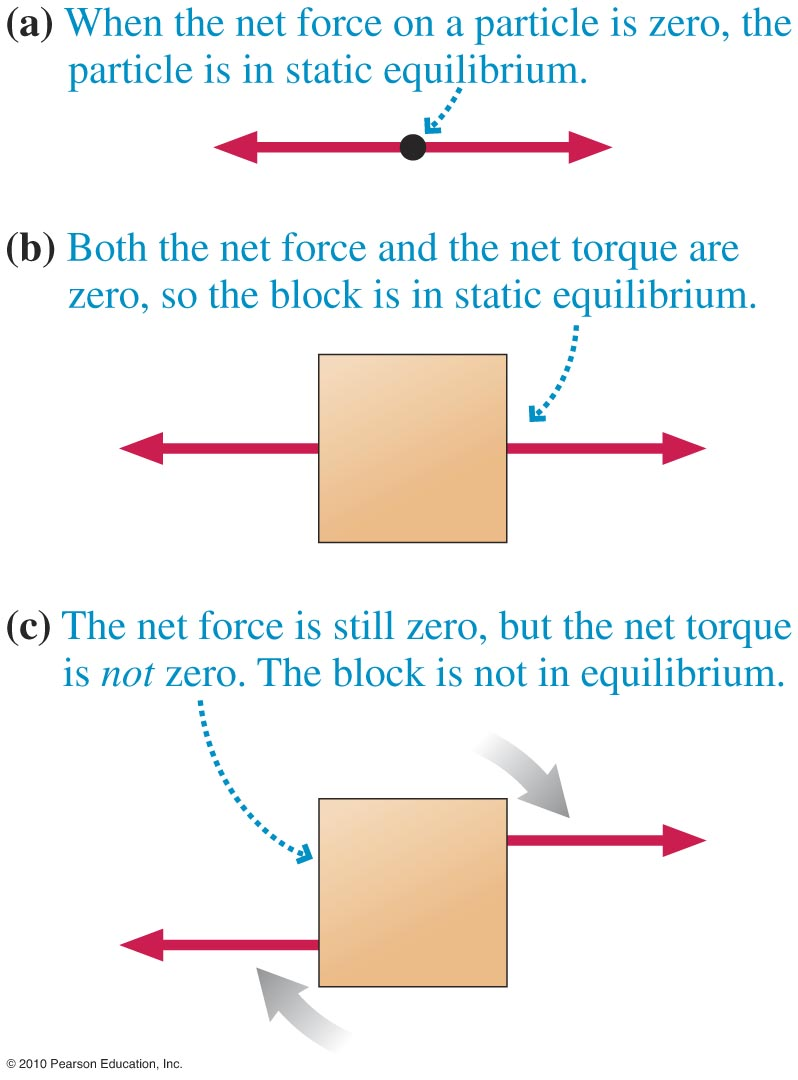 (a) When the net force on a particle is zero, the
particle is in static equilibrium.
(b) Both the net force and the net torque are
zero, so the block is in static equilibrium.
(c) The net force is still zero, but the net torque
is not zero. The block is not in equilibrium.
© 2010 Pearson Education, Inc.